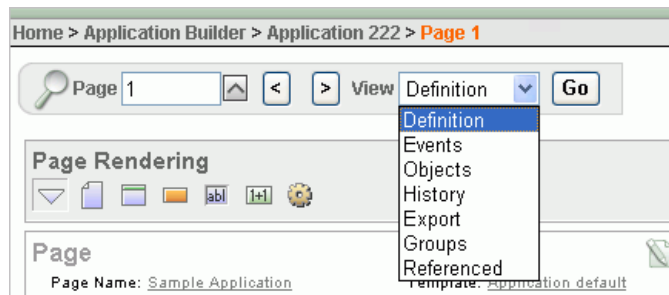 Home > Application Builder > Application 222 > Page 1
Page 1 < > View Definition Go
Definition
Events
Page Rendering
Objects
abl 1+1 History
Export
Groups
Page
Referenced
Page Name: Sample Application Template: Application default